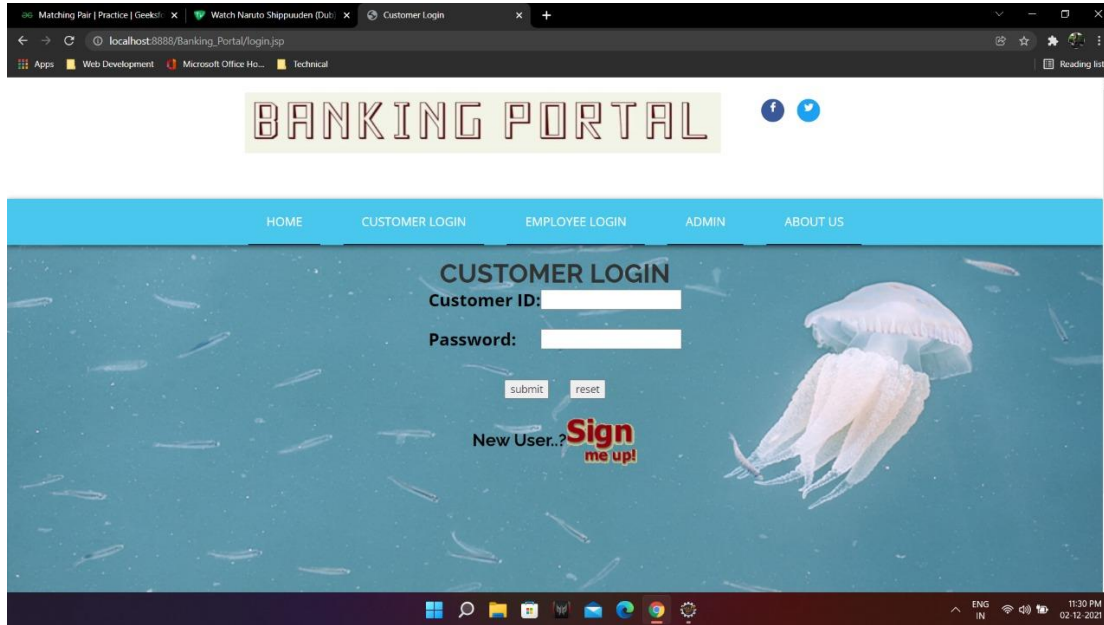 Matching Pair | Practice | Geeksfo
Watch Naruto Shippuuden (Dub)
Customer Login
localhost:8888/Banking_Portal/login.jsp
Apps
Web Development
Microsoft Office Ho...
Technical
Reading list
BANKING PORTAL
HOME
CUSTOMER LOGIN
EMPLOYEE LOGIN
ADMIN
ABOUT US
CUSTOMER LOGIN
Customer ID:
Password:
submit
reset
New User..?
Sign
me up!
ENG
IN
11:30 PM
02-12-2021